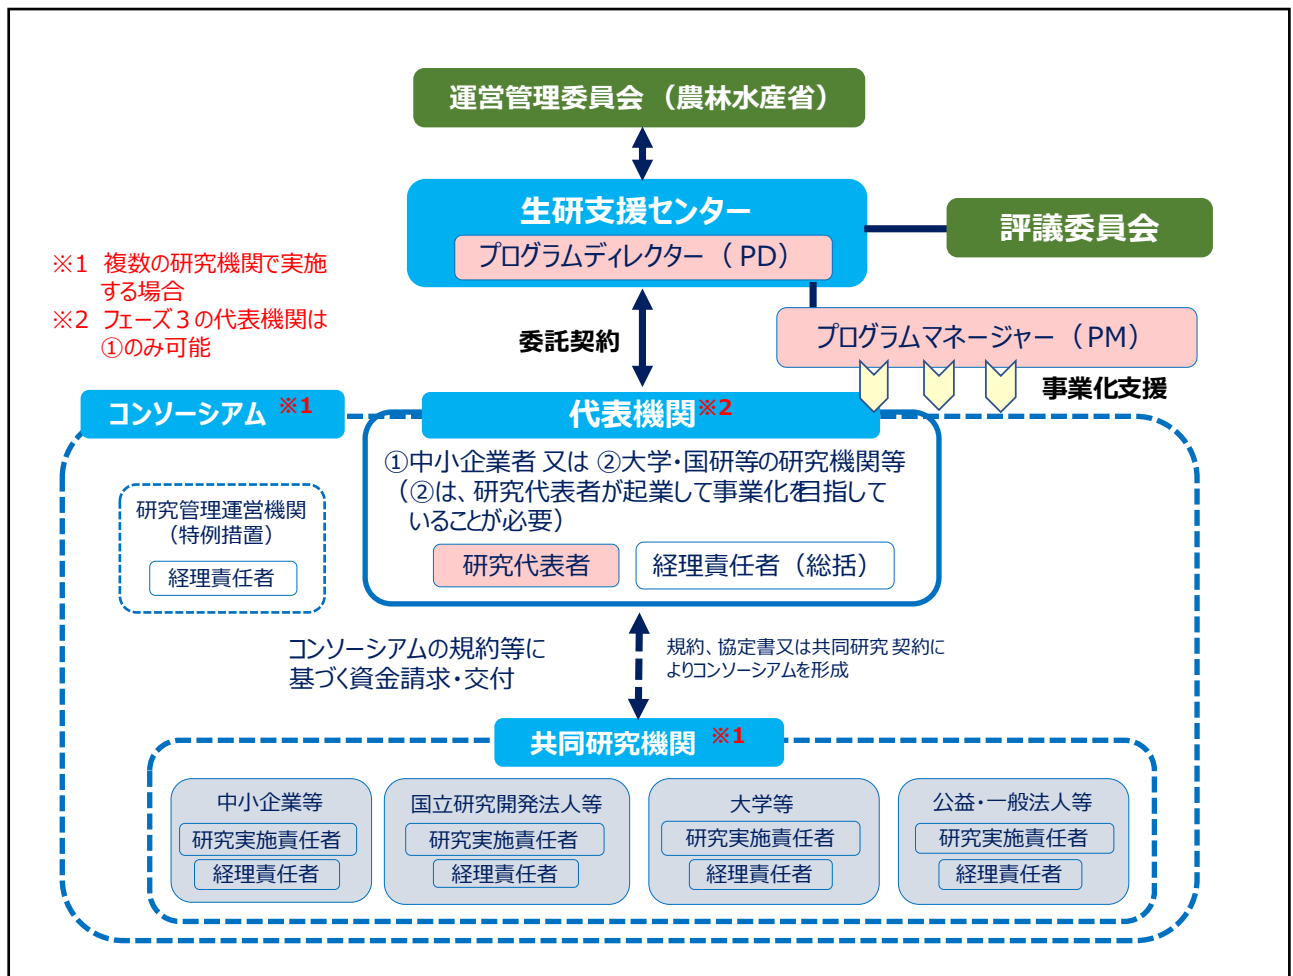 運営管理委員会（農林水産省）
生研支援センター
プログラムディレクター（PD）
評議委員会
※1 複数の研究機関で実施
する場合
※2 フェーズ３の代表機関は
①のみ可能
委託契約
プログラムマネージャー（PM）
事業化支援
コンソーシアム ※1
代表機関※2
①中小企業者 又は ②大学・国研等の研究機関等
（②は、研究代表者が起業して事業化を目指して
いることが必要）
研究代表者
経理責任者（総括）
研究管理運営機関
（特例措置）
経理責任者
コンソーシアムの規約等に
基づく資金請求・交付
規約、協定書又は共同研究契約に
よりコンソーシアムを形成
共同研究機関 ※1
中小企業等
研究実施責任者
経理責任者
国立研究開発法人等
研究実施責任者
経理責任者
大学等
研究実施責任者
経理責任者
公益・一般法人等
研究実施責任者
経理責任者